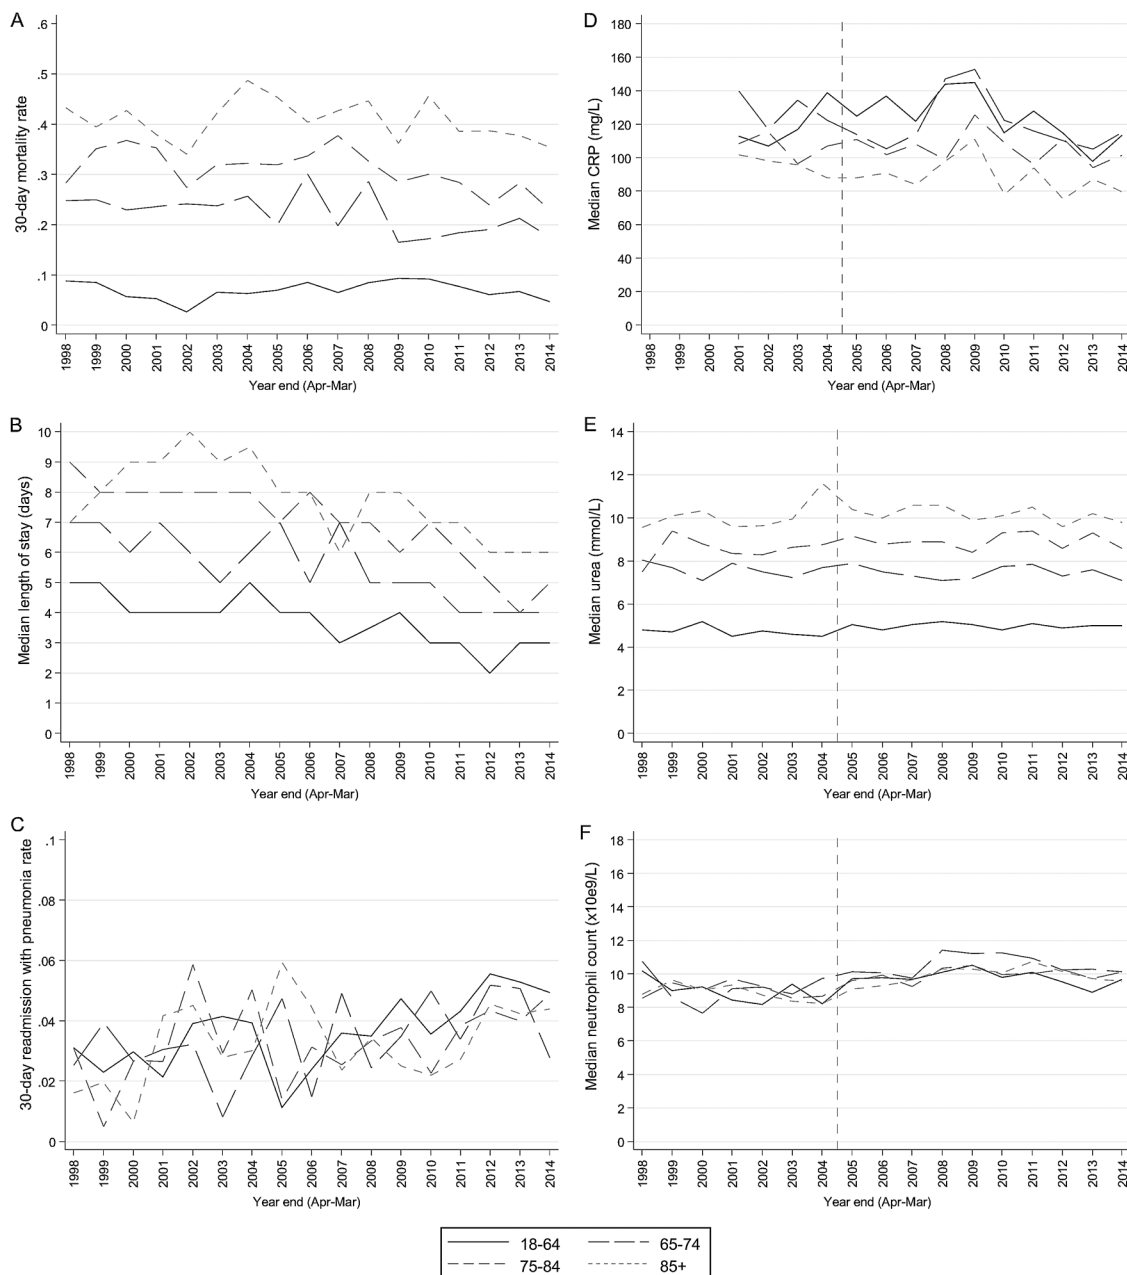 A
30-day mortality rate
.6
.5
.4
.3
.2
.1
0
1998 1999 2000 2001 2002 2003 2004 2005 2006 2007 2008 2009 2010 2011 2012 2013 2014
Year end (Apr-Mar)
D
Median CRP (mg/L)
180
160
140
120
100
80
60
40
20
0
1998 1999 2000 2001 2002 2003 2004 2005 2006 2007 2008 2009 2010 2011 2012 2013 2014
Year end (Apr-Mar)
B
Median length of stay (days)
10
9
8
7
6
5
4
3
2
1
0
1998 1999 2000 2001 2002 2003 2004 2005 2006 2007 2008 2009 2010 2011 2012 2013 2014
Year end (Apr-Mar)
E
Median urea (mmol/L)
14
12
10
8
6
4
2
0
1998 1999 2000 2001 2002 2003 2004 2005 2006 2007 2008 2009 2010 2011 2012 2013 2014
Year end (Apr-Mar)
C
30-day readmission with pneumonia rate
.1
.08
.06
.04
.02
0
1998 1999 2000 2001 2002 2003 2004 2005 2006 2007 2008 2009 2010 2011 2012 2013 2014
Year end (Apr-Mar)
F
Median neutrophil count (x10e9/L)
18
16
14
12
10
8
6
4
2
0
1998 1999 2000 2001 2002 2003 2004 2005 2006 2007 2008 2009 2010 2011 2012 2013 2014
Year end (Apr-Mar)
18-64 65-74
75-84 85+